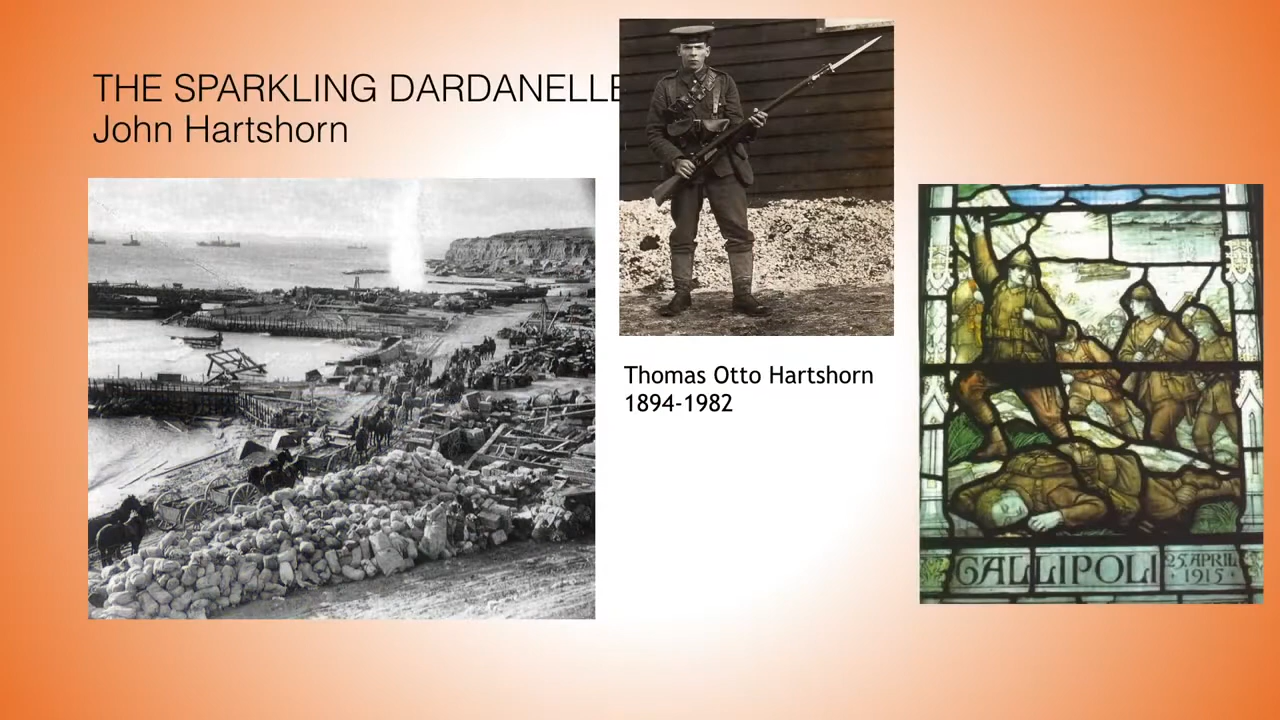 THE SPARKLING DARDANELLE
John Hartshorn
Thomas Otto Hartshorn
1894-1982
GALLIPOLI 25 APRIL
· 1915 ·